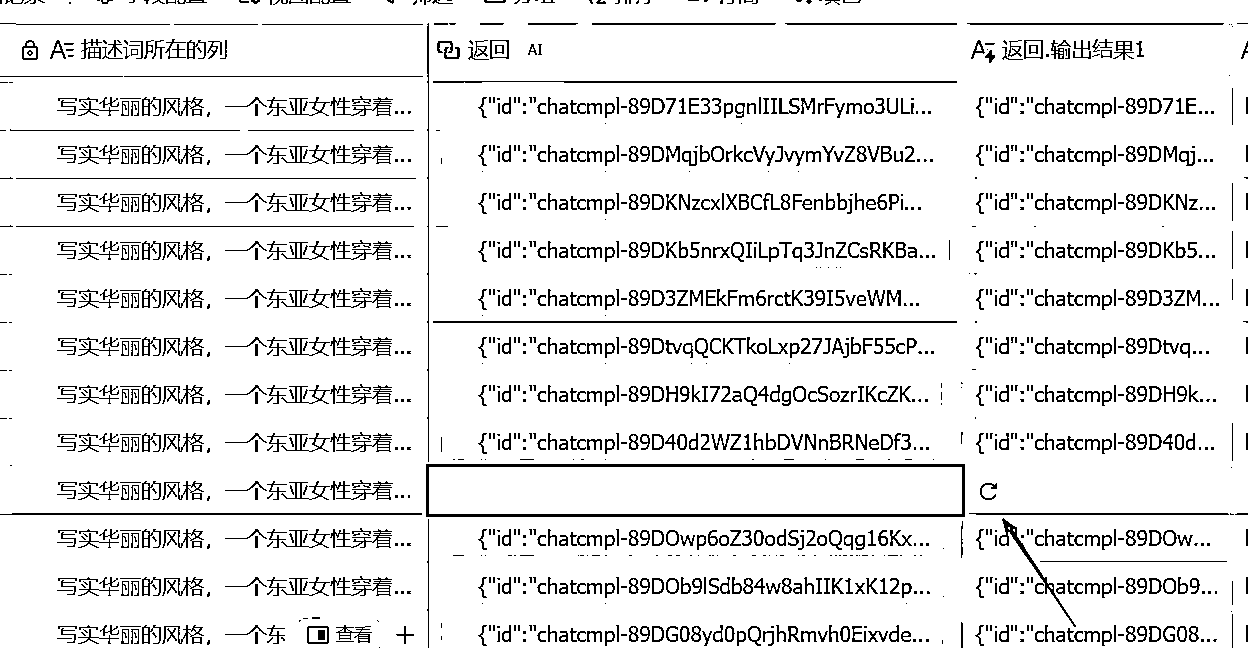 描述词所在的列 返回 AI 返回.输出结果1
写实华丽的风格，一个东亚女性穿着... {"id":"chatcmpl-89D71E33pgnlIILSMrFymo3ULi... {"id":"chatcmpl-89D71E...
写实华丽的风格，一个东亚女性穿着... {"id":"chatcmpl-89DMqjbOrkcVyJvymYvZ8VBu2... {"id":"chatcmpl-89DMqj...
写实华丽的风格，一个东亚女性穿着... {"id":"chatcmpl-89DKNzcxlXBCfL8Fenbbjhe6Pi... {"id":"chatcmpl-89DKNz...
写实华丽的风格，一个东亚女性穿着... {"id":"chatcmpl-89DKb5nrxQIiLpTq3JnZCsRKBa... {"id":"chatcmpl-89DKb5...
写实华丽的风格，一个东亚女性穿着... {"id":"chatcmpl-89D3ZMEkFm6rctK39I5veWM... {"id":"chatcmpl-89D3ZM...
写实华丽的风格，一个东亚女性穿着... {"id":"chatcmpl-89DtvqQCKTkoLxp27JAjbF55cP... {"id":"chatcmpl-89Dtvq...
写实华丽的风格，一个东亚女性穿着... {"id":"chatcmpl-89DH9kI72aQ4dgOcSozrIKcZK... {"id":"chatcmpl-89DH9k...
写实华丽的风格，一个东亚女性穿着... {"id":"chatcmpl-89D40d2WZ1hbDVNnBRNeDf3... {"id":"chatcmpl-89D40d...
写实华丽的风格，一个东亚女性穿着...
写实华丽的风格，一个东亚女性穿着... {"id":"chatcmpl-89DOwp6oZ30odSj2oQqg16Kx... {"id":"chatcmpl-89DOw...
写实华丽的风格，一个东亚女性穿着... {"id":"chatcmpl-89DOb9lSdb84w8ahIIK1xK12p... {"id":"chatcmpl-89DOb9...
写实华丽的风格，一个东 查看 + {"id":"chatcmpl-89DG08yd0pQrjhRmvh0Eixvde... {"id":"chatcmpl-89DG08...